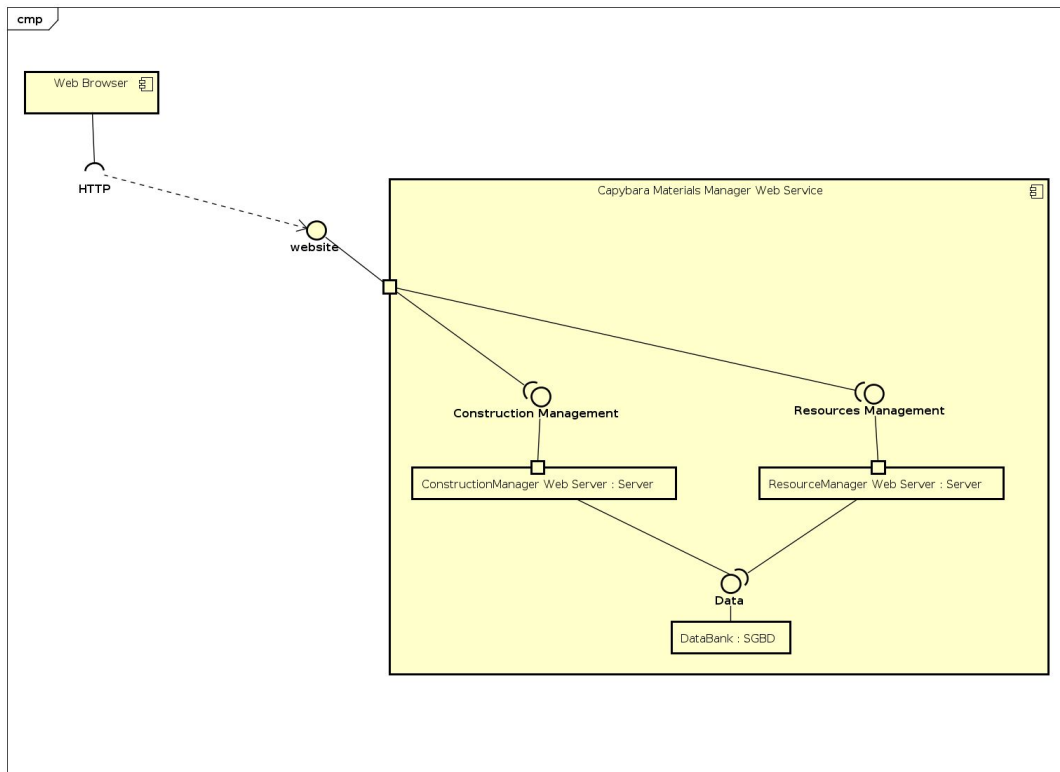 cmp
Web Browser
HTTP
Capybara Materials Manager Web Service
website
Construction Management
Resources Management
ConstructionManager Web Server : Server
ResourceManager Web Server : Server
Data
DataBank : SGBD